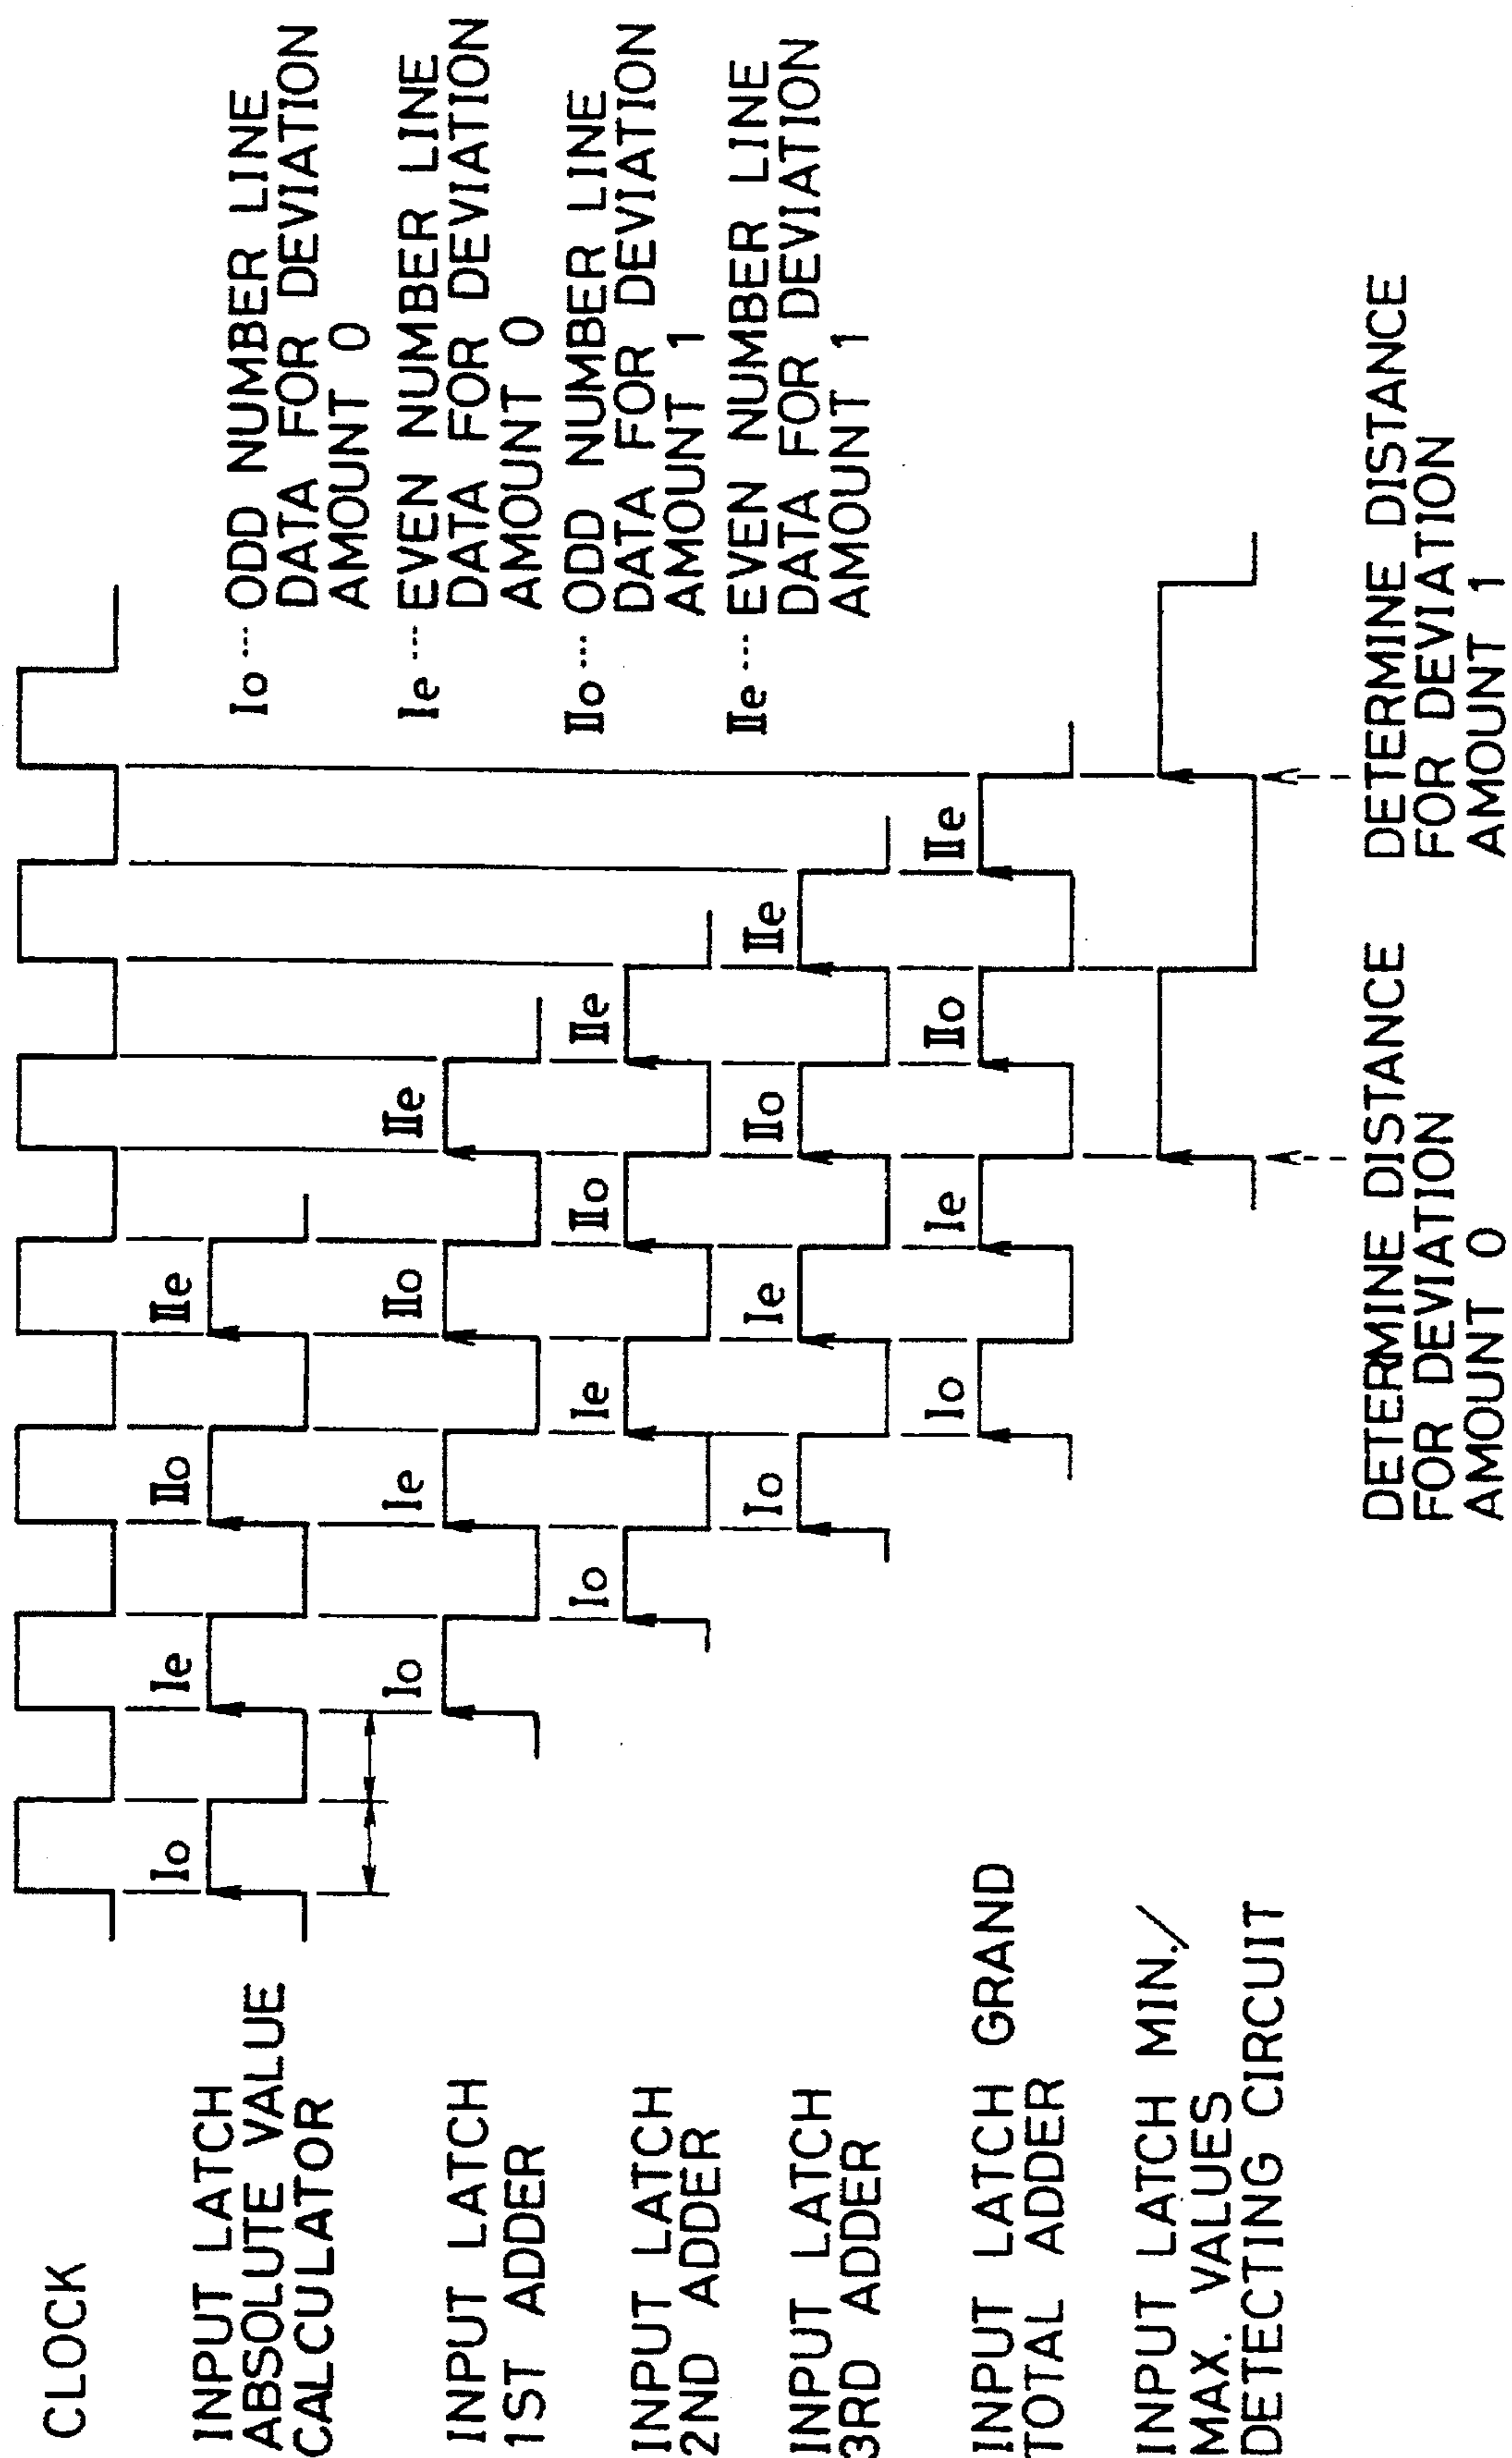 CLOCK
INPUT LATCH
ABSOLUTE VALUE
CALCULATOR
Io
Ie
IIo
IIe
INPUT LATCH
1ST ADDER
Io
Ie
IIo
IIe
INPUT LATCH
2ND ADDER
Io
Ie
IIo
IIe
INPUT LATCH
3RD ADDER
Io
Ie
IIo
IIe
INPUT LATCH GRAND
TOTAL ADDER
Io
Ie
IIo
IIe
INPUT LATCH MIN./
MAX. VALUES
DETECTING CIRCUIT
DETERMINE DISTANCE
FOR DEVIATION
AMOUNT 0
DETERMINE DISTANCE
FOR DEVIATION
AMOUNT 1
Io --- ODD NUMBER LINE
DATA FOR DEVIATION
AMOUNT 0
Ie --- EVEN NUMBER LINE
DATA FOR DEVIATION
AMOUNT 0
IIo --- ODD NUMBER LINE
DATA FOR DEVIATION
AMOUNT 1
IIe --- EVEN NUMBER LINE
DATA FOR DEVIATION
AMOUNT 1